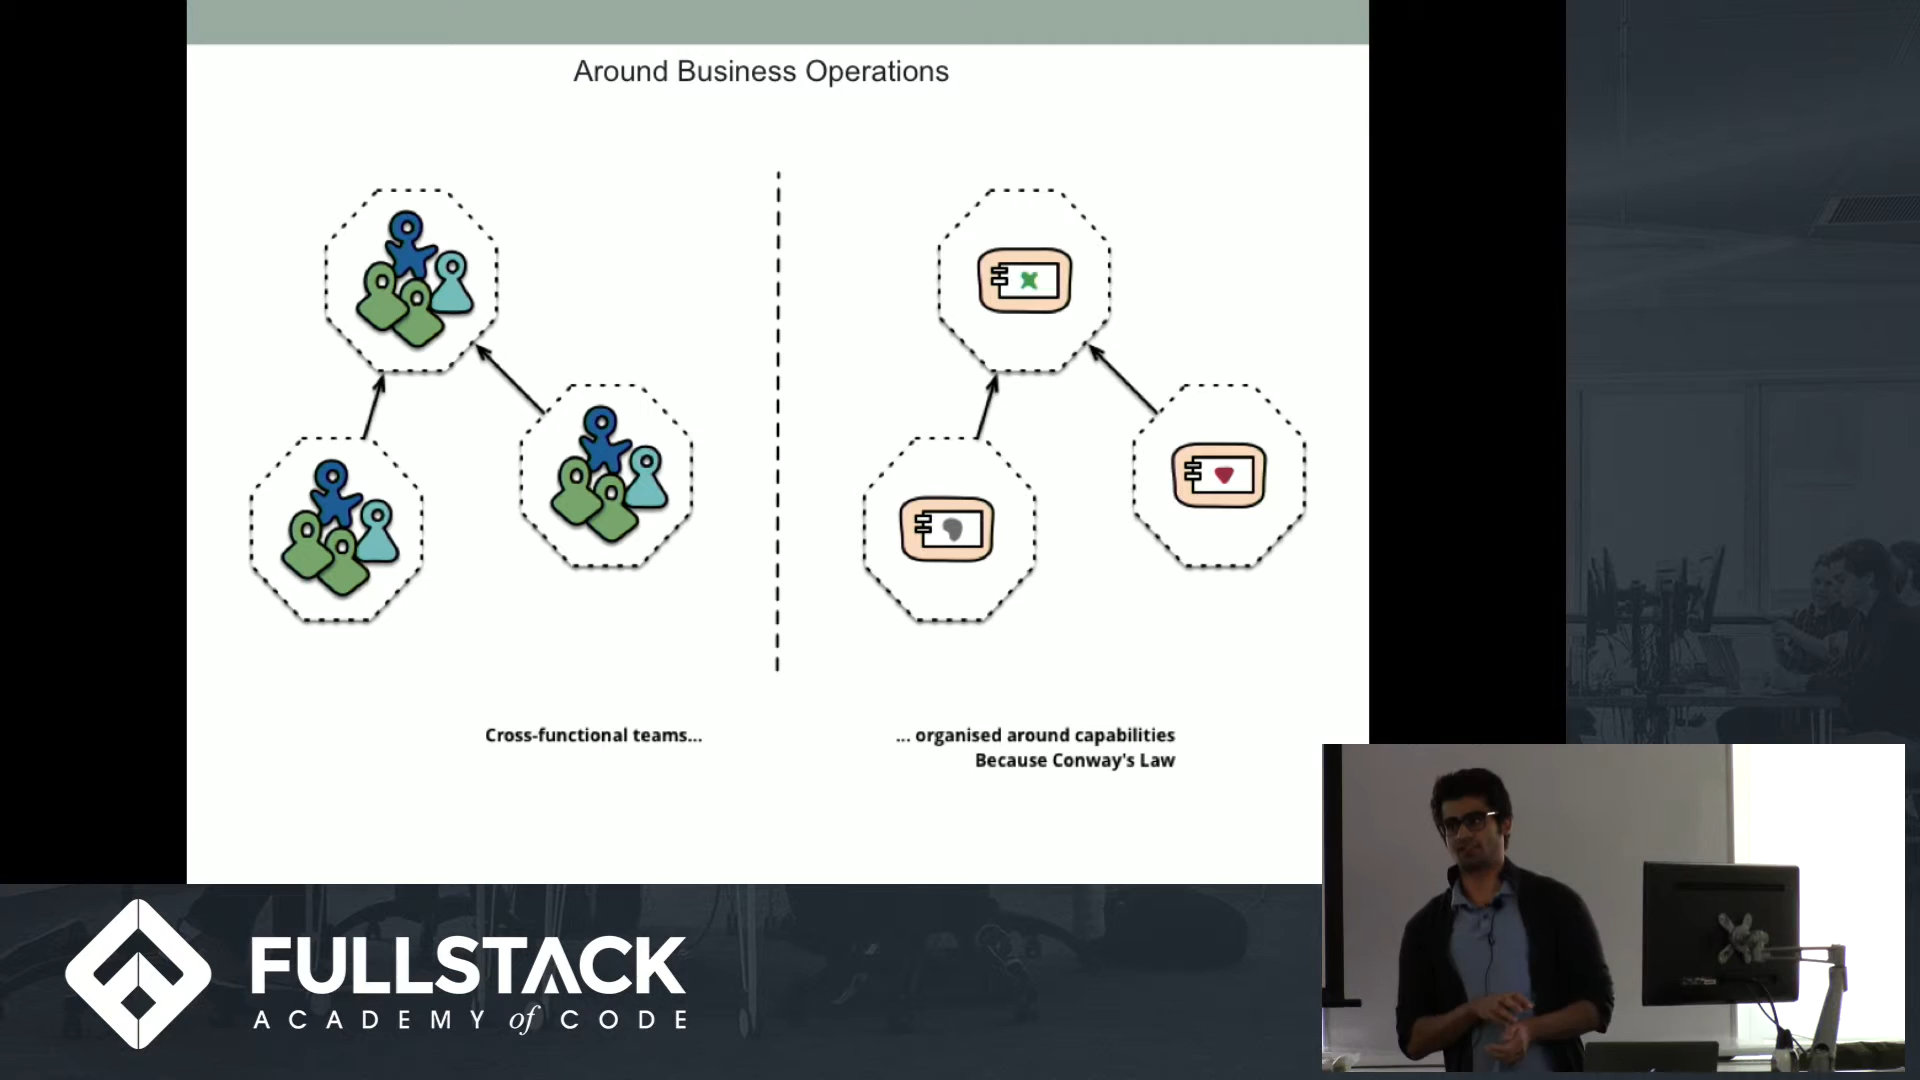 Around Business Operations
Cross-functional teams...
... organised around capabilities
Because Conway's Law
FULLSTACK
ACADEMY of CODE